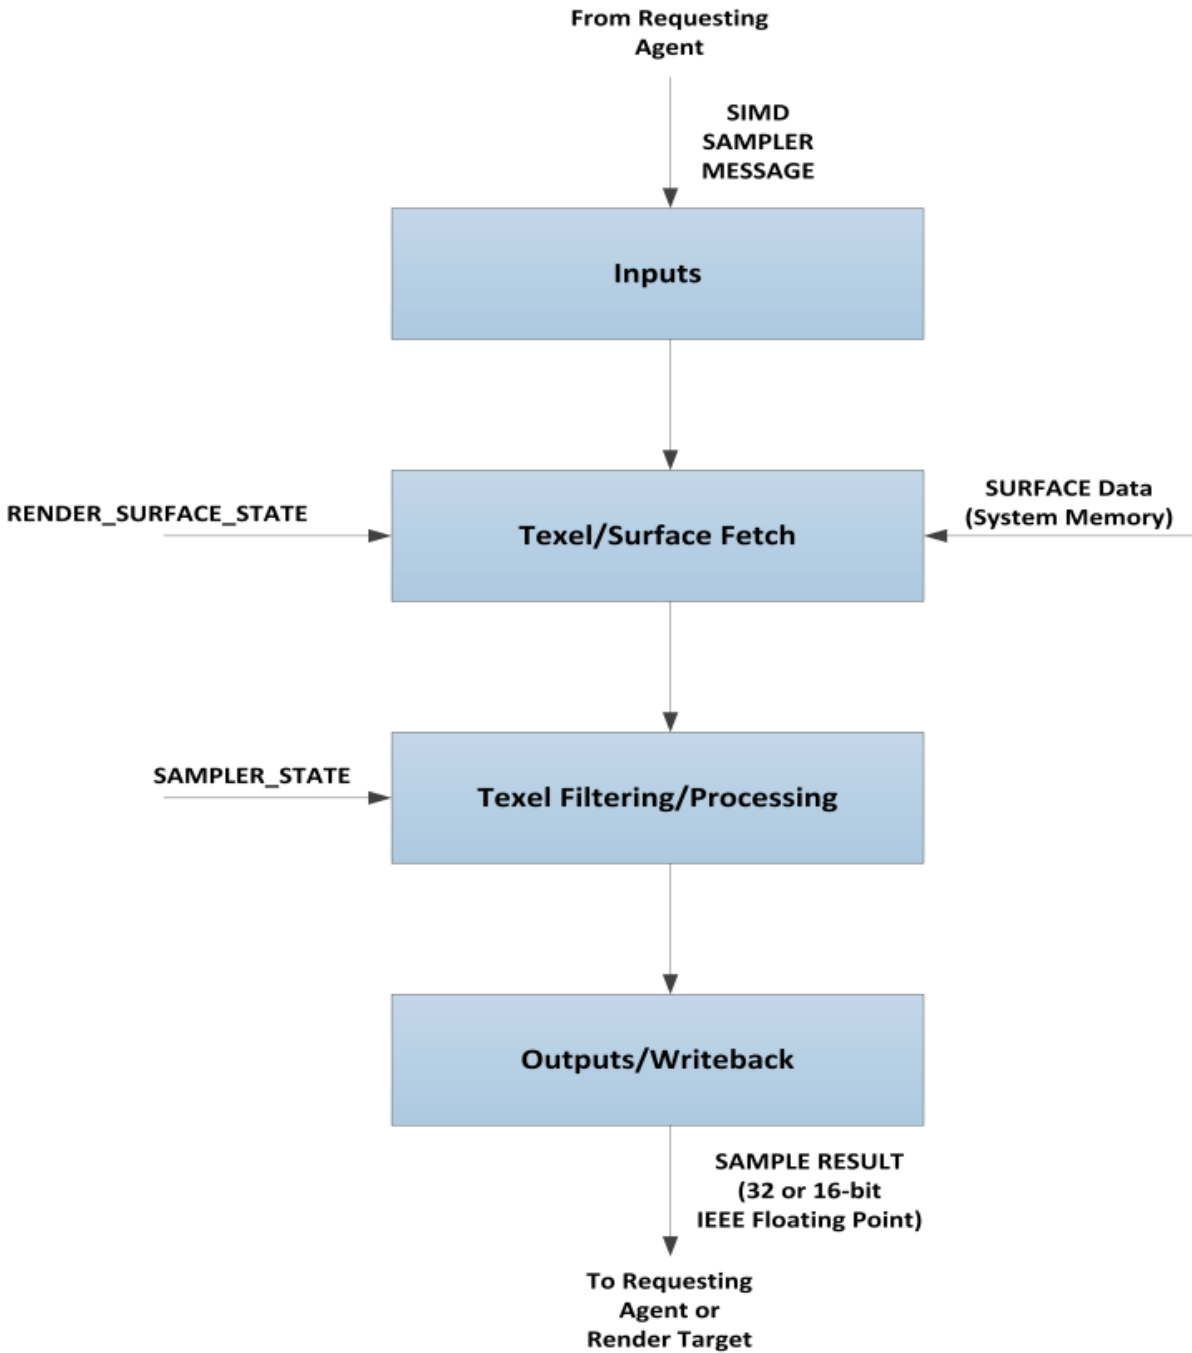 From Requesting
Agent
SIMD
SAMPLER
MESSAGE
Inputs
RENDER_SURFACE_STATE
Texel/Surface Fetch
SURFACE Data
(System Memory)
SAMPLER_STATE
Texel Filtering/Processing
Outputs/Writeback
SAMPLE RESULT
(32 or 16-bit
IEEE Floating Point)
To Requesting
Agent or
Render Target